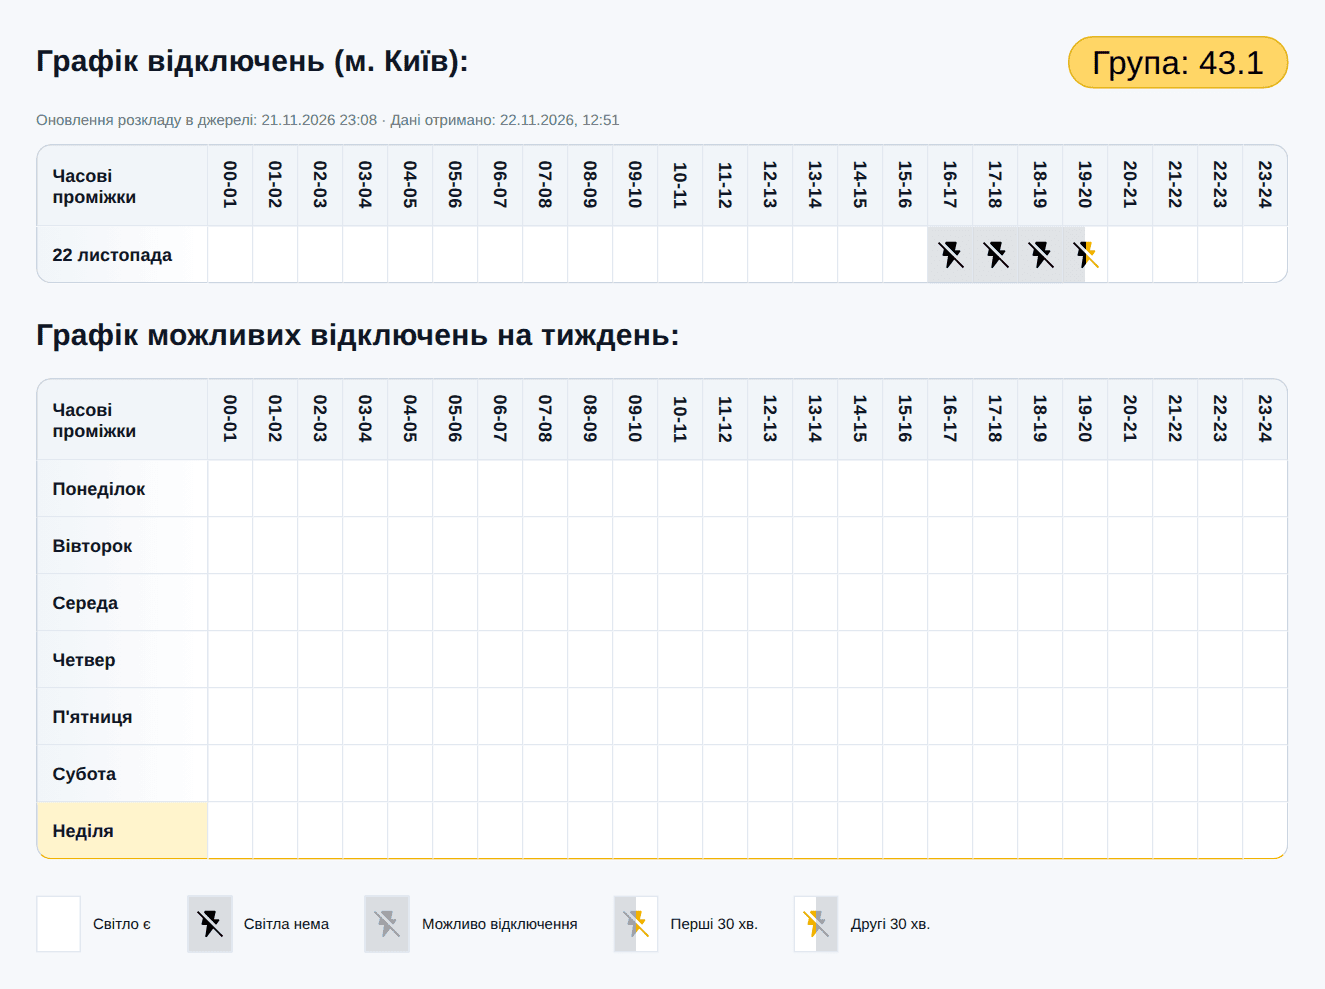 Графік відключень (м. Київ):
Група: 43.1
Оновлення розкладу в джерелі: 21.11.2026 23:08 · Дані отримано: 22.11.2026, 12:51
Часові проміжки 00-01 01-02 02-03 03-04 04-05 05-06 06-07 07-08 08-09 09-10 10-11 11-12 12-13 13-14 14-15 15-16 16-17 17-18 18-19 19-20 20-21 21-22 22-23 23-24
22 листопада
Графік можливих відключень на тиждень:
Часові проміжки 00-01 01-02 02-03 03-04 04-05 05-06 06-07 07-08 08-09 09-10 10-11 11-12 12-13 13-14 14-15 15-16 16-17 17-18 18-19 19-20 20-21 21-22 22-23 23-24
Понеділок
Вівторок
Середа
Четвер
П'ятниця
Субота
Неділя
Світло є Світла нема Можливо відключення Перші 30 хв. Другі 30 хв.